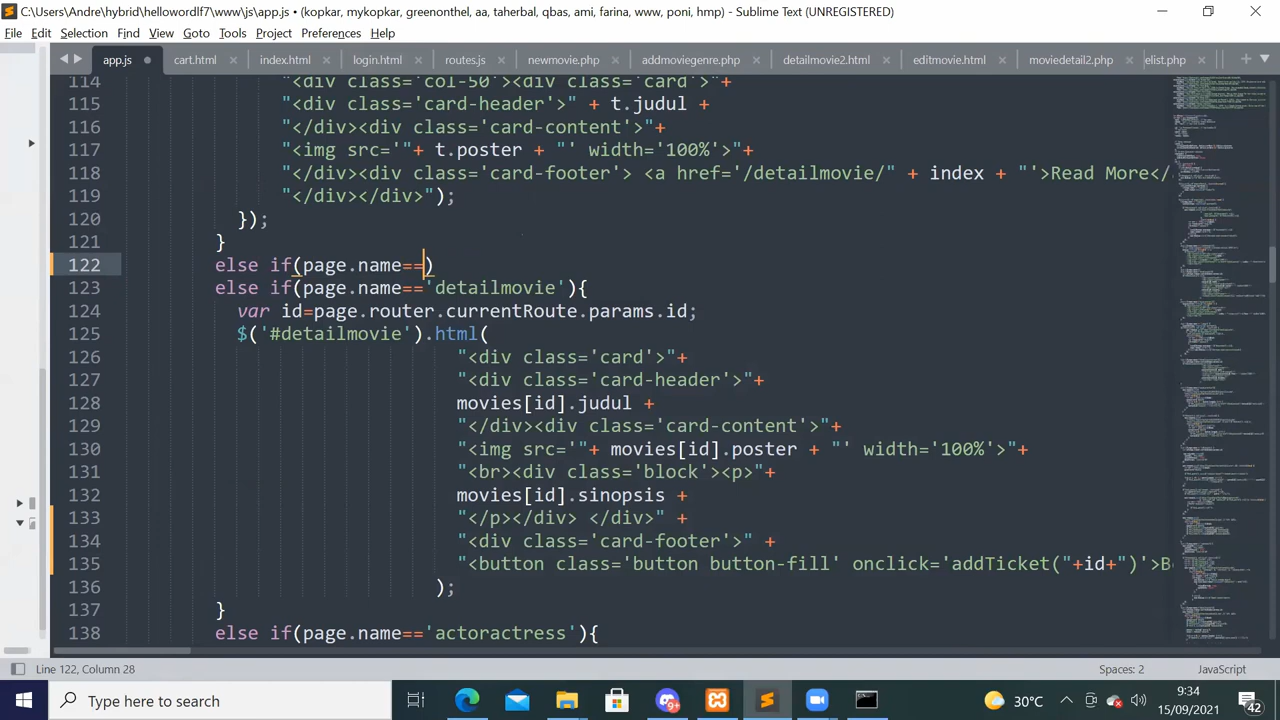 C:\Users\Andre\hybrid\hellowordlf7\www\js\app.js • (kopkar, mykopkar, greenmthel, aa, taherbal, qbas, ami, farina, www, poni, hmp) - Sublime Text (UNREGISTERED)
File Edit Selection Find View Goto Tools Project Preferences Help
app.js cart.html index.html login.html routes.js newmovie.php addmoviegenre.php detailmovie2.html editmovie.html moviedetail2.php elist.php
114 "<div class='col-50'><div class='card'>"+
115 "<div class='card-header'>" + t.judul +
116 "</div><div class='card-content'>"+
117 "<img src='"+ t.poster + "' width='100%'>"+
118 "</div><div class='card-footer'> <a href='/detailmovie/" + index + "'>Read More</
119 "</div></div>");
120 });
121 }
122 else if(page.name==)
123 else if(page.name=='detailmovie'){
124 var id=page.router.currentRoute.params.id;
125 $('#detailmovie').html(
126 "<div class='card'>"+
127 "<div class='card-header'>"+
128 movies[id].judul +
129 "</div><div class='card-content'>"+
130 "<img src='"+ movies[id].poster + "' width='100%'>"+
131 "<br><div class='block'><p>"+
132 movies[id].sinopsis +
133 "</p></div> </div>" +
134 "<div class='card-footer'>" +
135 "<button class='button button-fill' onclick='addTicket("+id+")'>B
136 );
137 }
138 else if(page.name=='actoractress'){
Line 122, Column 28 Spaces: 2 JavaScript
Type here to search 30°C 9:34
15/09/2021 42